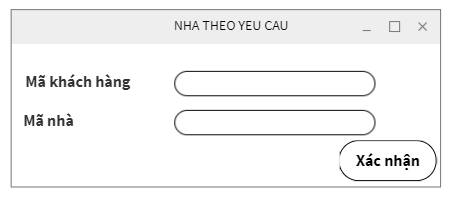 NHA THEO YEU CAU
Mã khách hàng
Mã nhà
Xác nhận